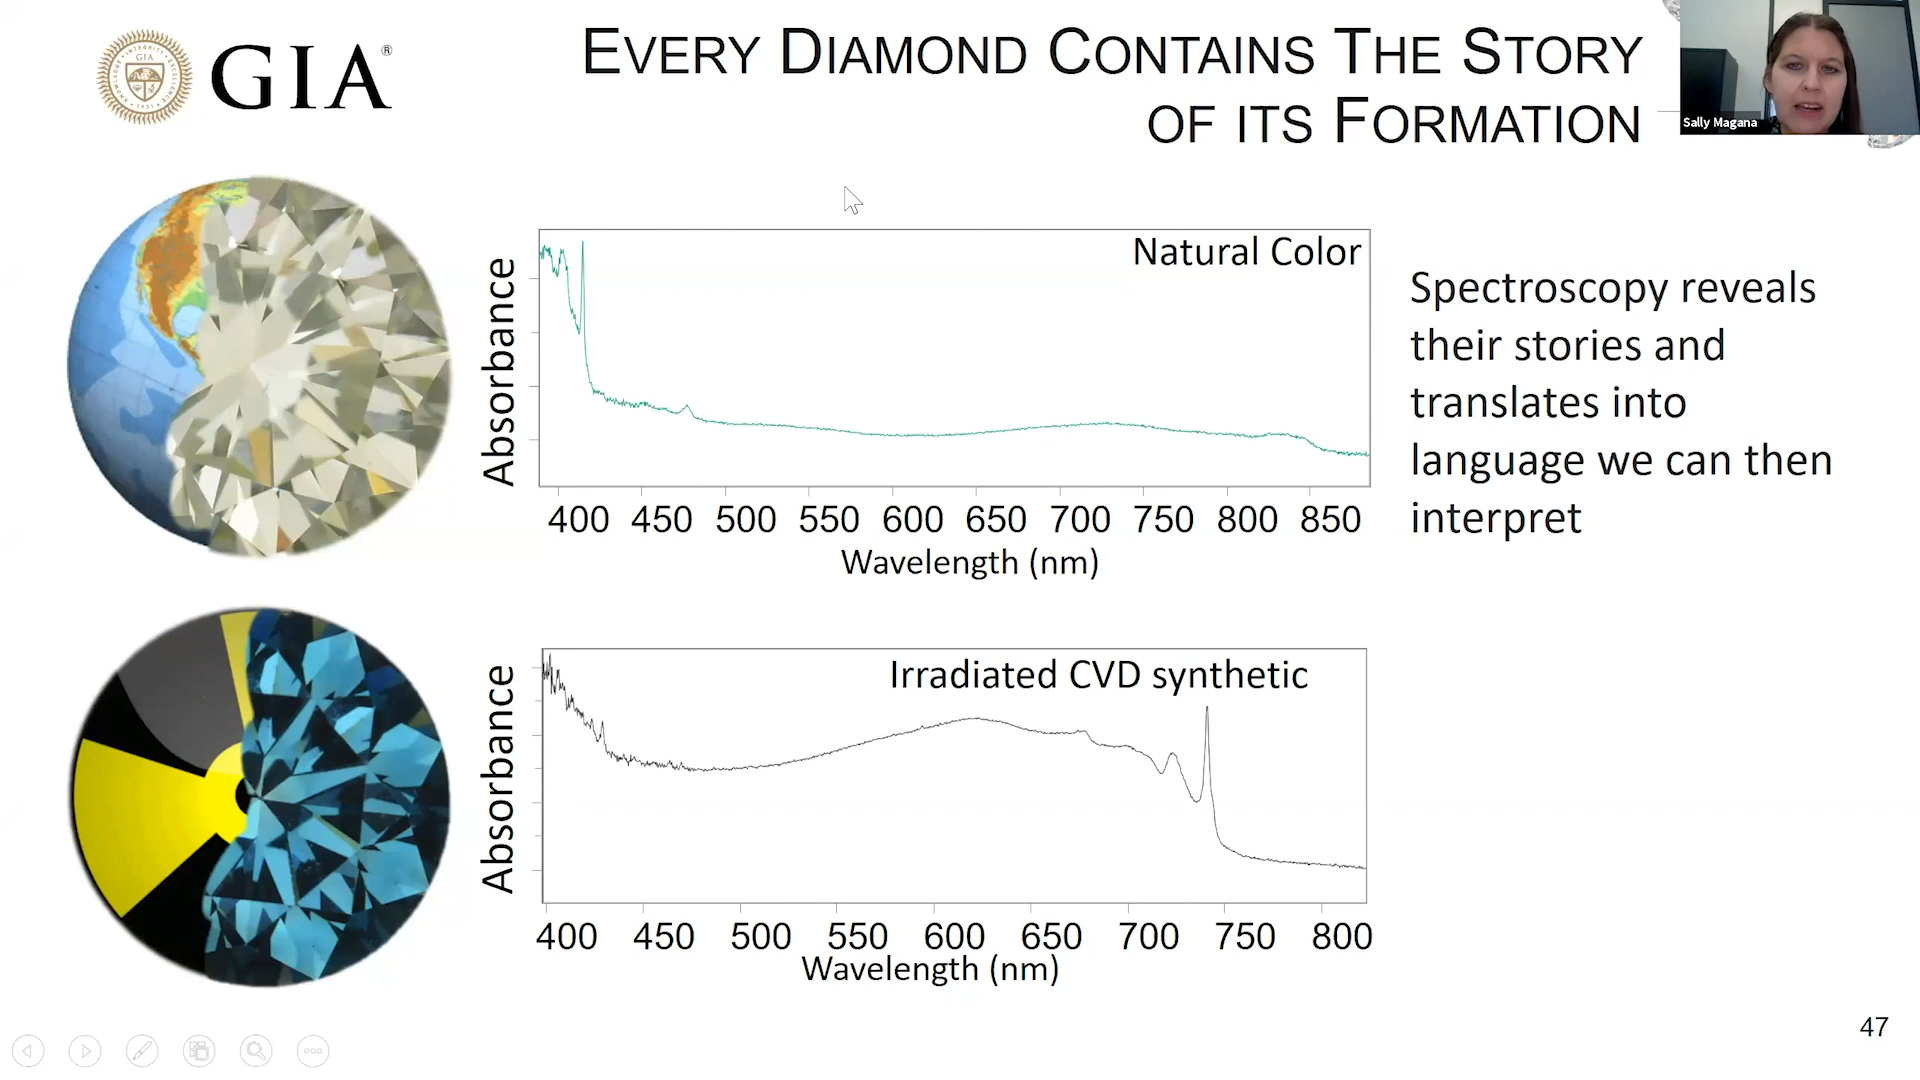 GIA®
EVERY DIAMOND CONTAINS THE STORY
OF ITS FORMATION
Sally Magana
Absorbance
Natural Color
400 450 500 550 600 650 700 750 800 850
Wavelength (nm)
Spectroscopy reveals
their stories and
translates into
language we can then
interpret
Absorbance
Irradiated CVD synthetic
400 450 500 550 600 650 700 750 800
Wavelength (nm)
47